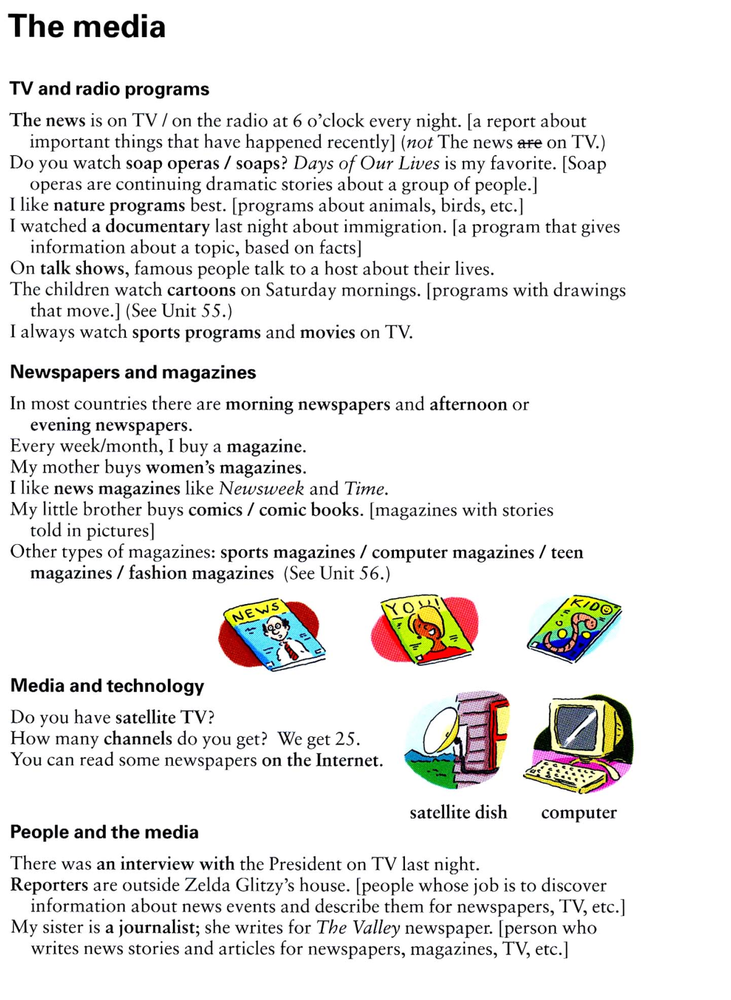 The media
TV and radio programs
The news is on TV / on the radio at 6 o'clock every night. [a report about
important things that have happened recently] (not The news are on TV.)
Do you watch soap operas / soaps? Days of Our Lives is my favorite. [Soap
operas are continuing dramatic stories about a group of people.]
I like nature programs best. [programs about animals, birds, etc.]
I watched a documentary last night about immigration. [a program that gives
information about a topic, based on facts]
On talk shows, famous people talk to a host about their lives.
The children watch cartoons on Saturday mornings. [programs with drawings
that move.] (See Unit 55.)
I always watch sports programs and movies on TV.
Newspapers and magazines
In most countries there are morning newspapers and afternoon or
evening newspapers.
Every week/month, I buy a magazine.
My mother buys women's magazines.
I like news magazines like Newsweek and Time.
My little brother buys comics / comic books. [magazines with stories
told in pictures]
Other types of magazines: sports magazines / computer magazines / teen
magazines / fashion magazines (See Unit 56.)
NEWS
YOU!
KIDO
Media and technology
Do you have satellite TV?
How many channels do you get? We get 25.
You can read some newspapers on the Internet.
satellite dish computer
People and the media
There was an interview with the President on TV last night.
Reporters are outside Zelda Glitzy's house. [people whose job is to discover
information about news events and describe them for newspapers, TV, etc.]
My sister is a journalist; she writes for The Valley newspaper. [person who
writes news stories and articles for newspapers, magazines, TV, etc.]